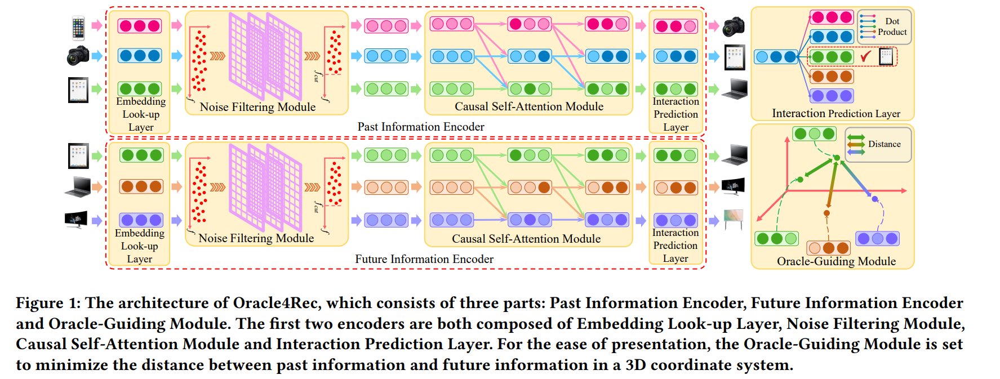 Embedding
Look-up
Layer
f
Noise Filtering Module
f_cut
f
Causal Self-Attention Module
Interaction
Prediction
Layer
Past Information Encoder
Dot
Product
Interaction Prediction Layer
Embedding
Look-up
Layer
f
Noise Filtering Module
f_cut
f
Causal Self-Attention Module
Interaction
Prediction
Layer
Future Information Encoder
Distance
Oracle-Guiding Module
Figure 1: The architecture of Oracle4Rec, which consists of three parts: Past Information Encoder, Future Information Encoder
and Oracle-Guiding Module. The first two encoders are both composed of Embedding Look-up Layer, Noise Filtering Module,
Causal Self-Attention Module and Interaction Prediction Layer. For the ease of presentation, the Oracle-Guiding Module is set
to minimize the distance between past information and future information in a 3D coordinate system.